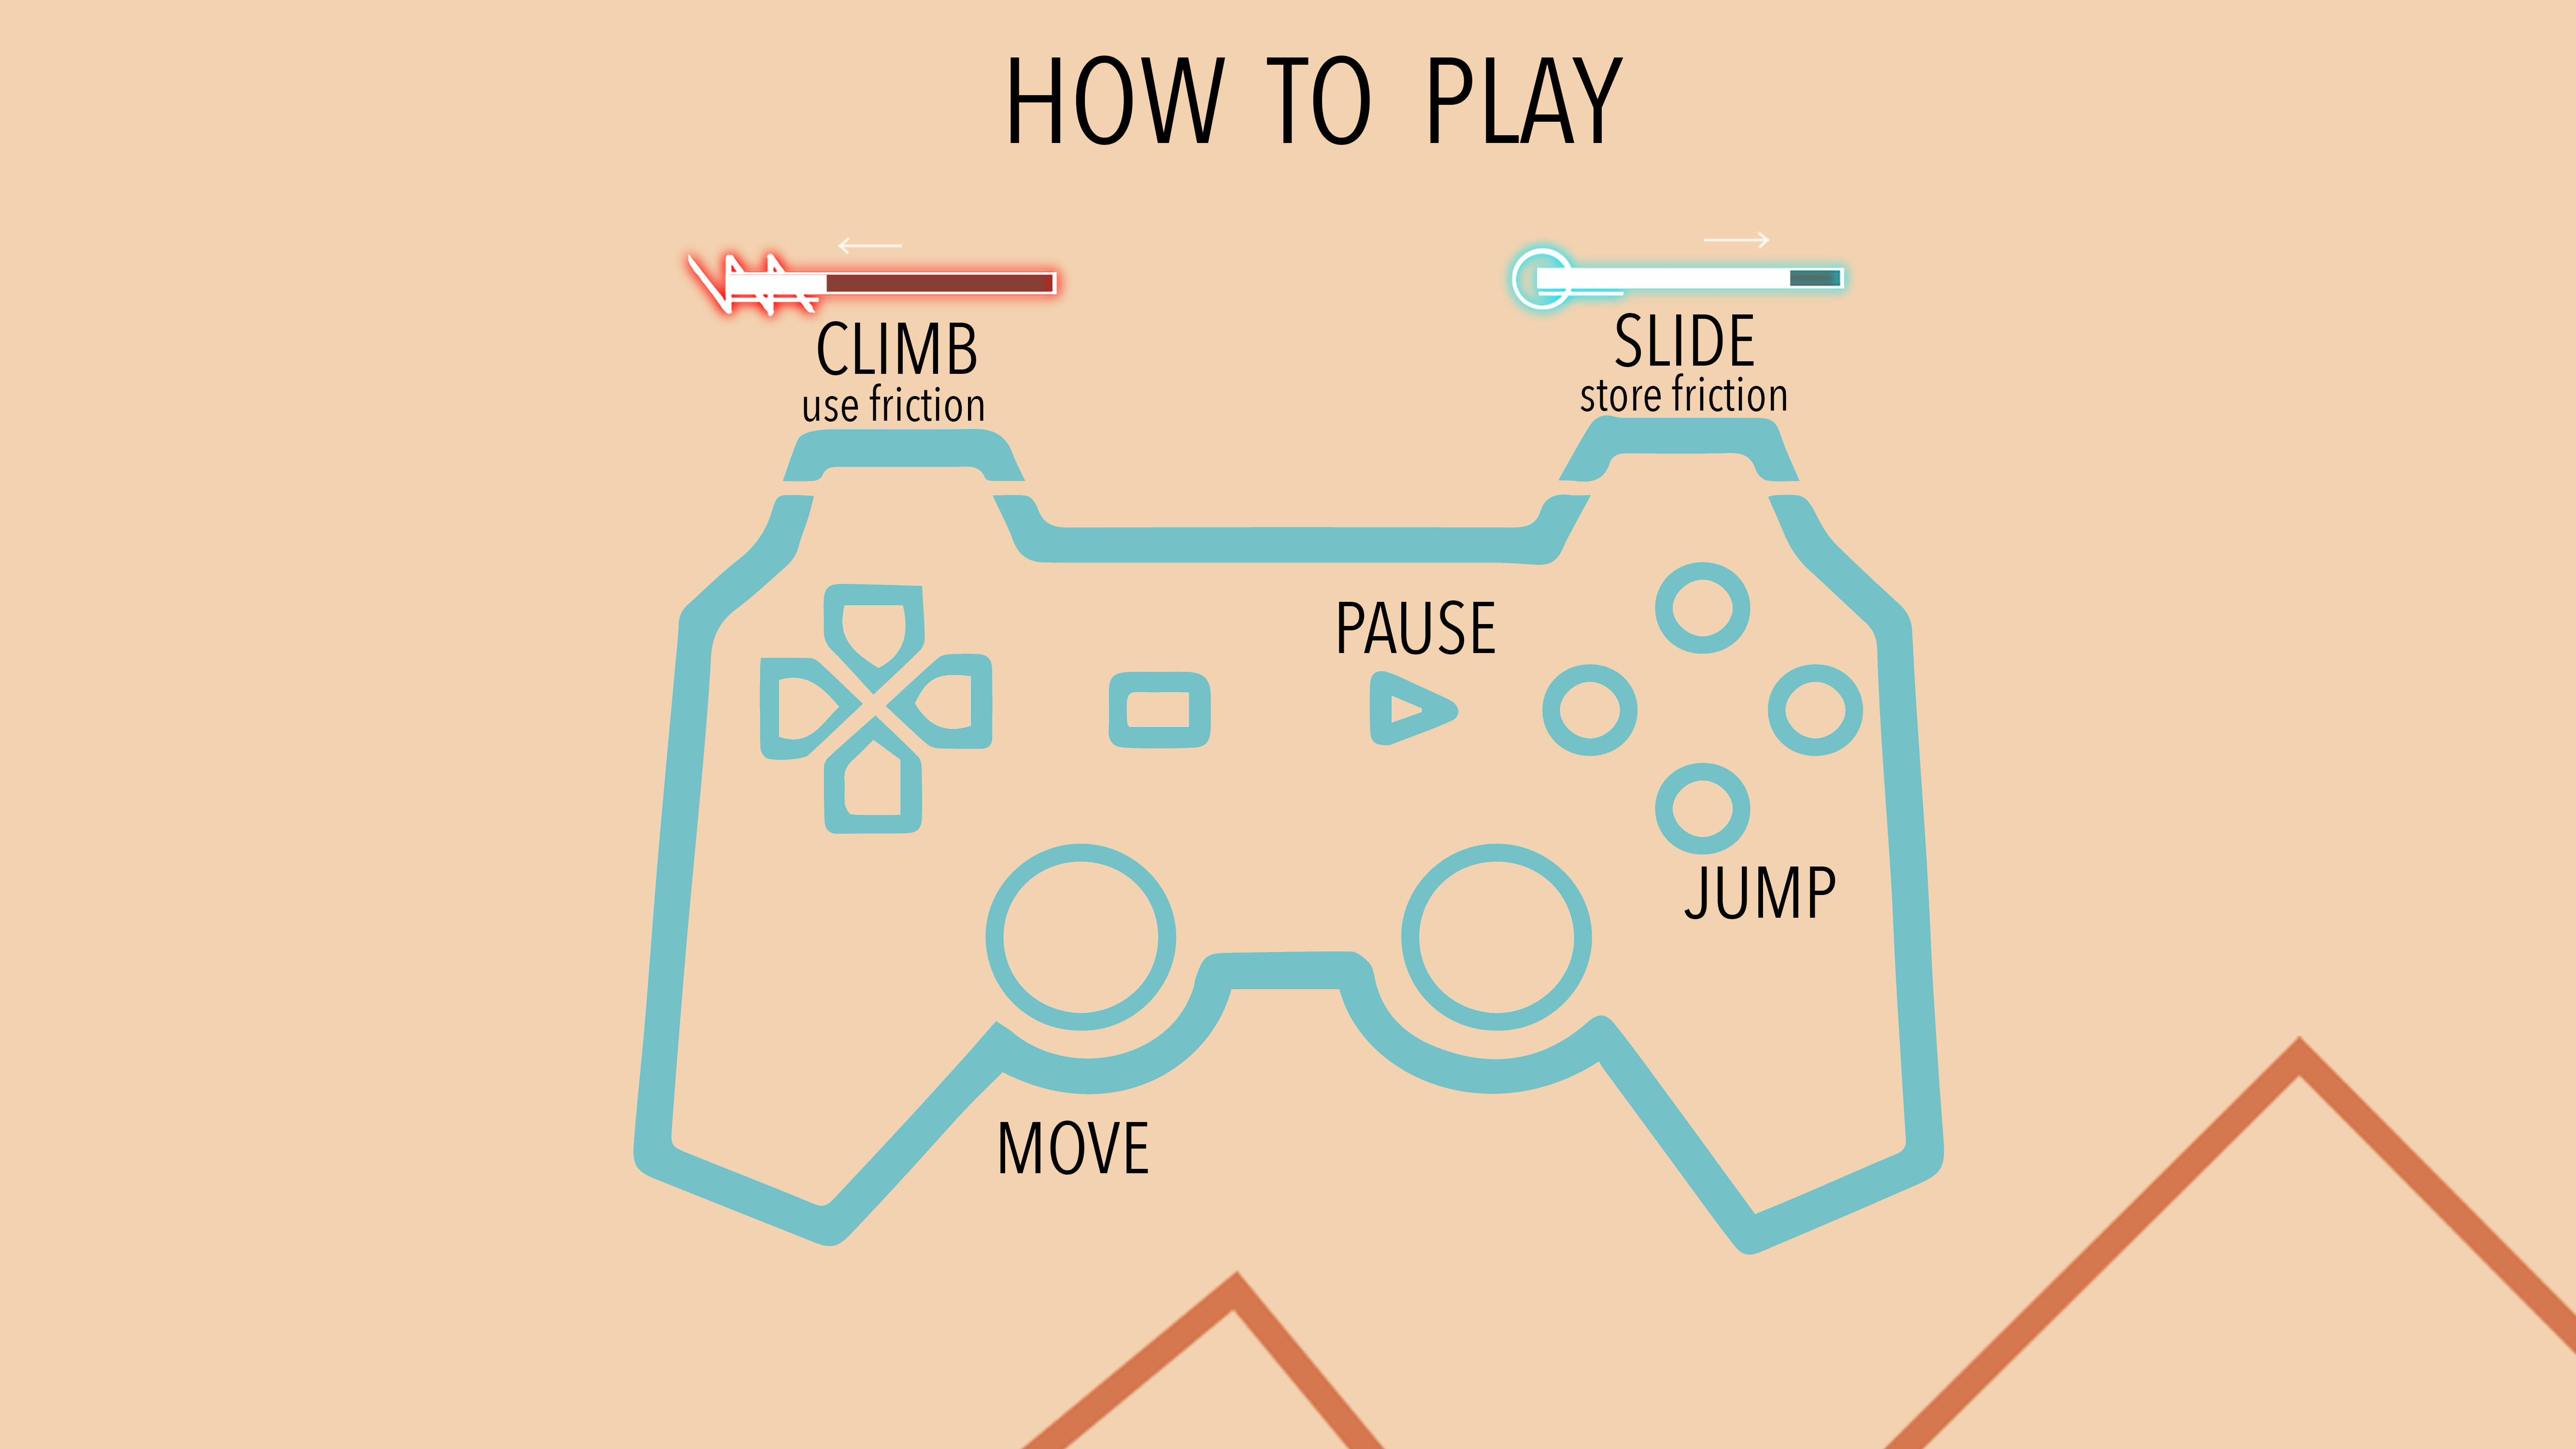 HOW TO PLAY
CLIMB
use friction
SLIDE
store friction
PAUSE
JUMP
MOVE